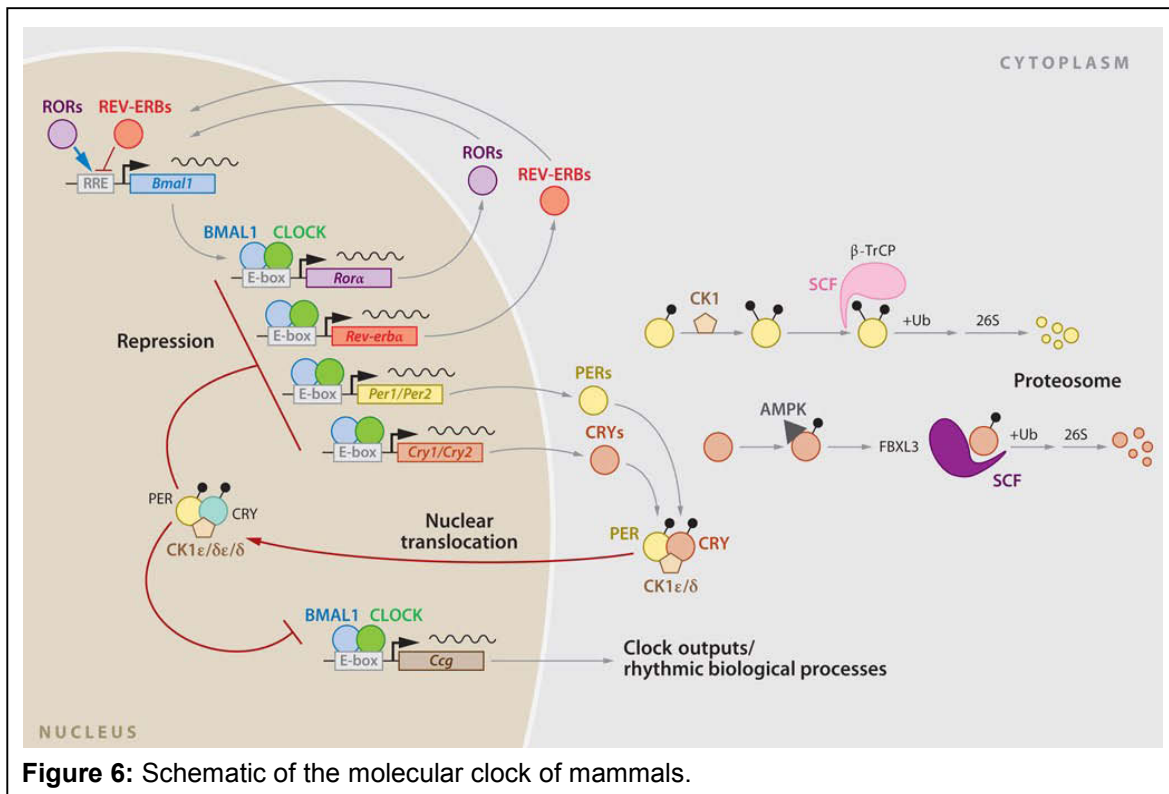 CYTOPLASM
RORs REV-ERBs
RRE Bmal1
RORs
REV-ERBs
BMAL1 CLOCK
E-box Rorα
E-box Rev-erbα
Repression
E-box Per1/Per2
E-box Cry1/Cry2
PERs
CRYs
β-TrCP
SCF
CK1
+Ub 26S
Proteosome
AMPK
FBXL3
+Ub 26S
SCF
PER
CRY
CK1ε/δε/δ
Nuclear
translocation
PER
CRY
CK1ε/δ
BMAL1 CLOCK
E-box Ccg
Clock outputs/
rhythmic biological processes
NUCLEUS
Figure 6: Schematic of the molecular clock of mammals.